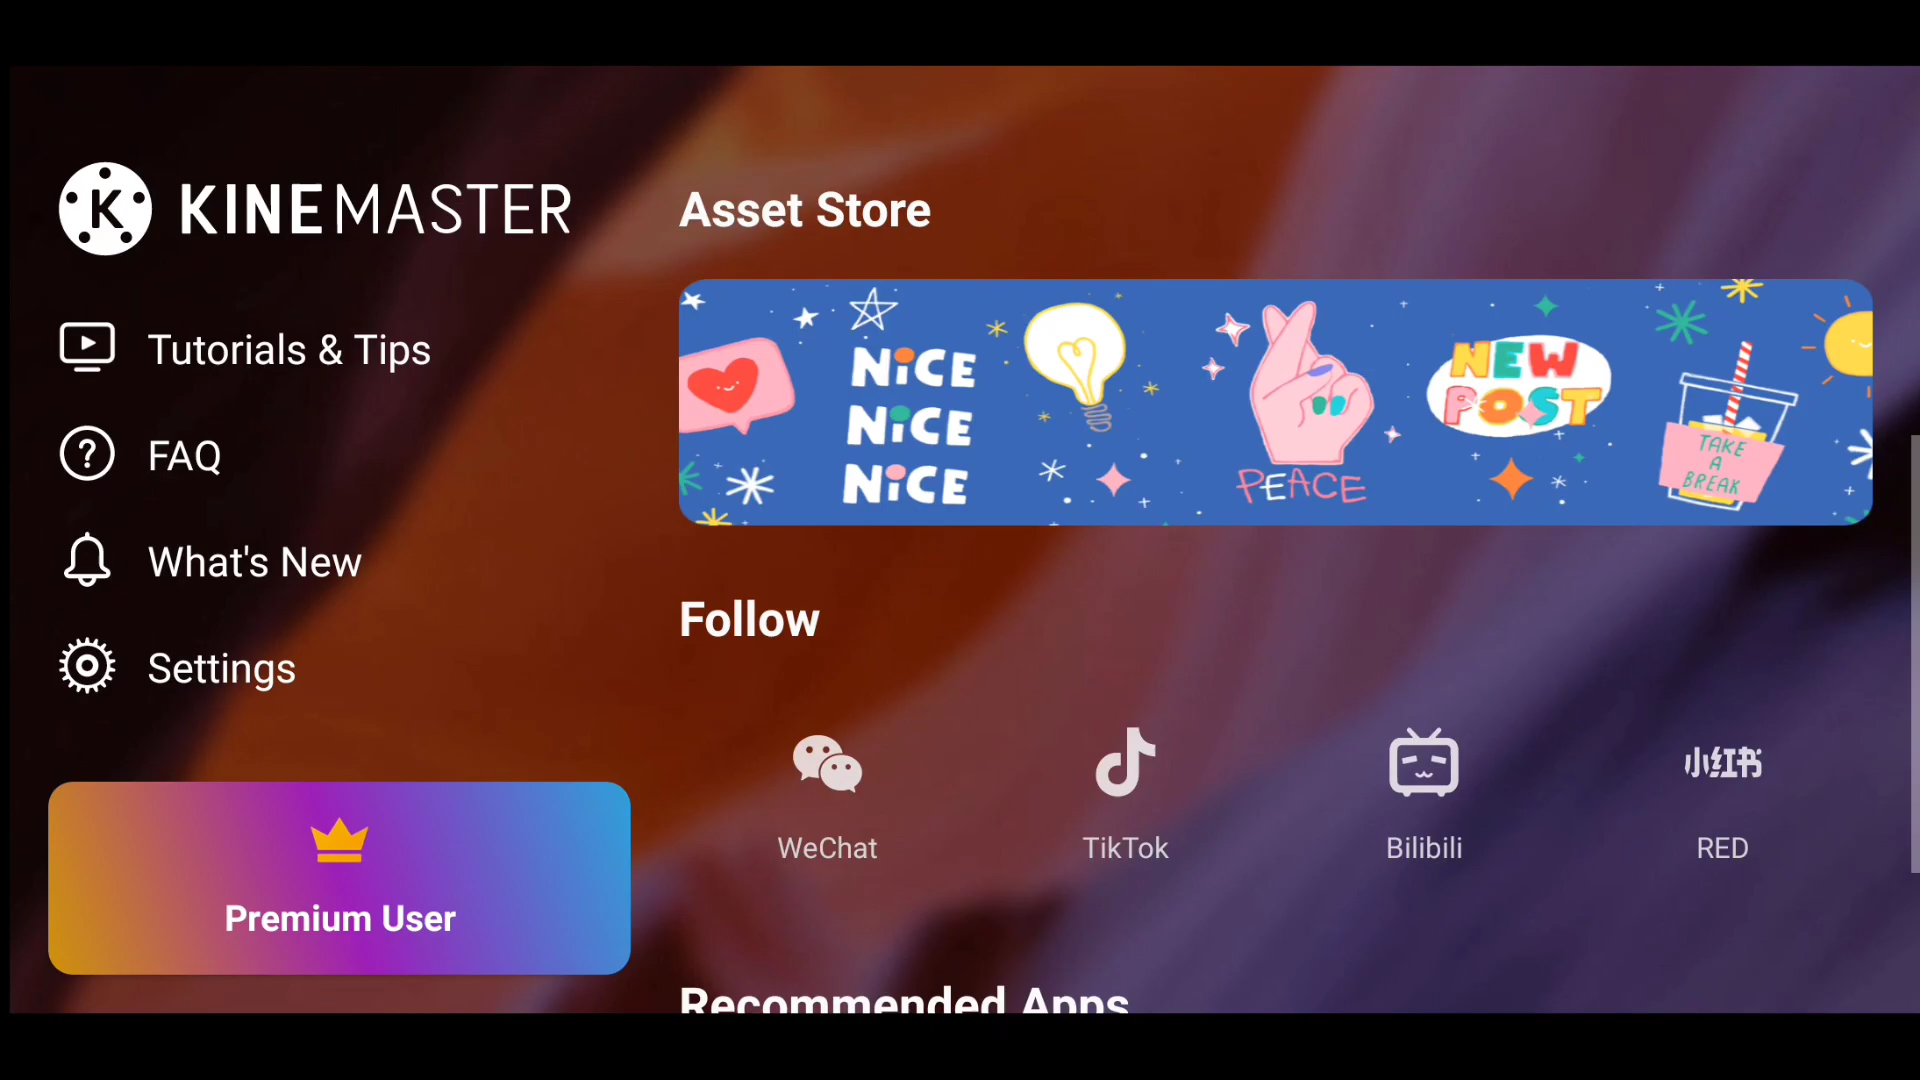 K KINEMASTER
Tutorials & Tips
? FAQ
What's New
Settings
Premium User
Asset Store
NiCE
NiCE
NiCE
PEACE
NEW
POST
TAKE
A
BREAK
Follow
小红书
WeChat
TikTok
Bilibili
RED
Recommended Apps